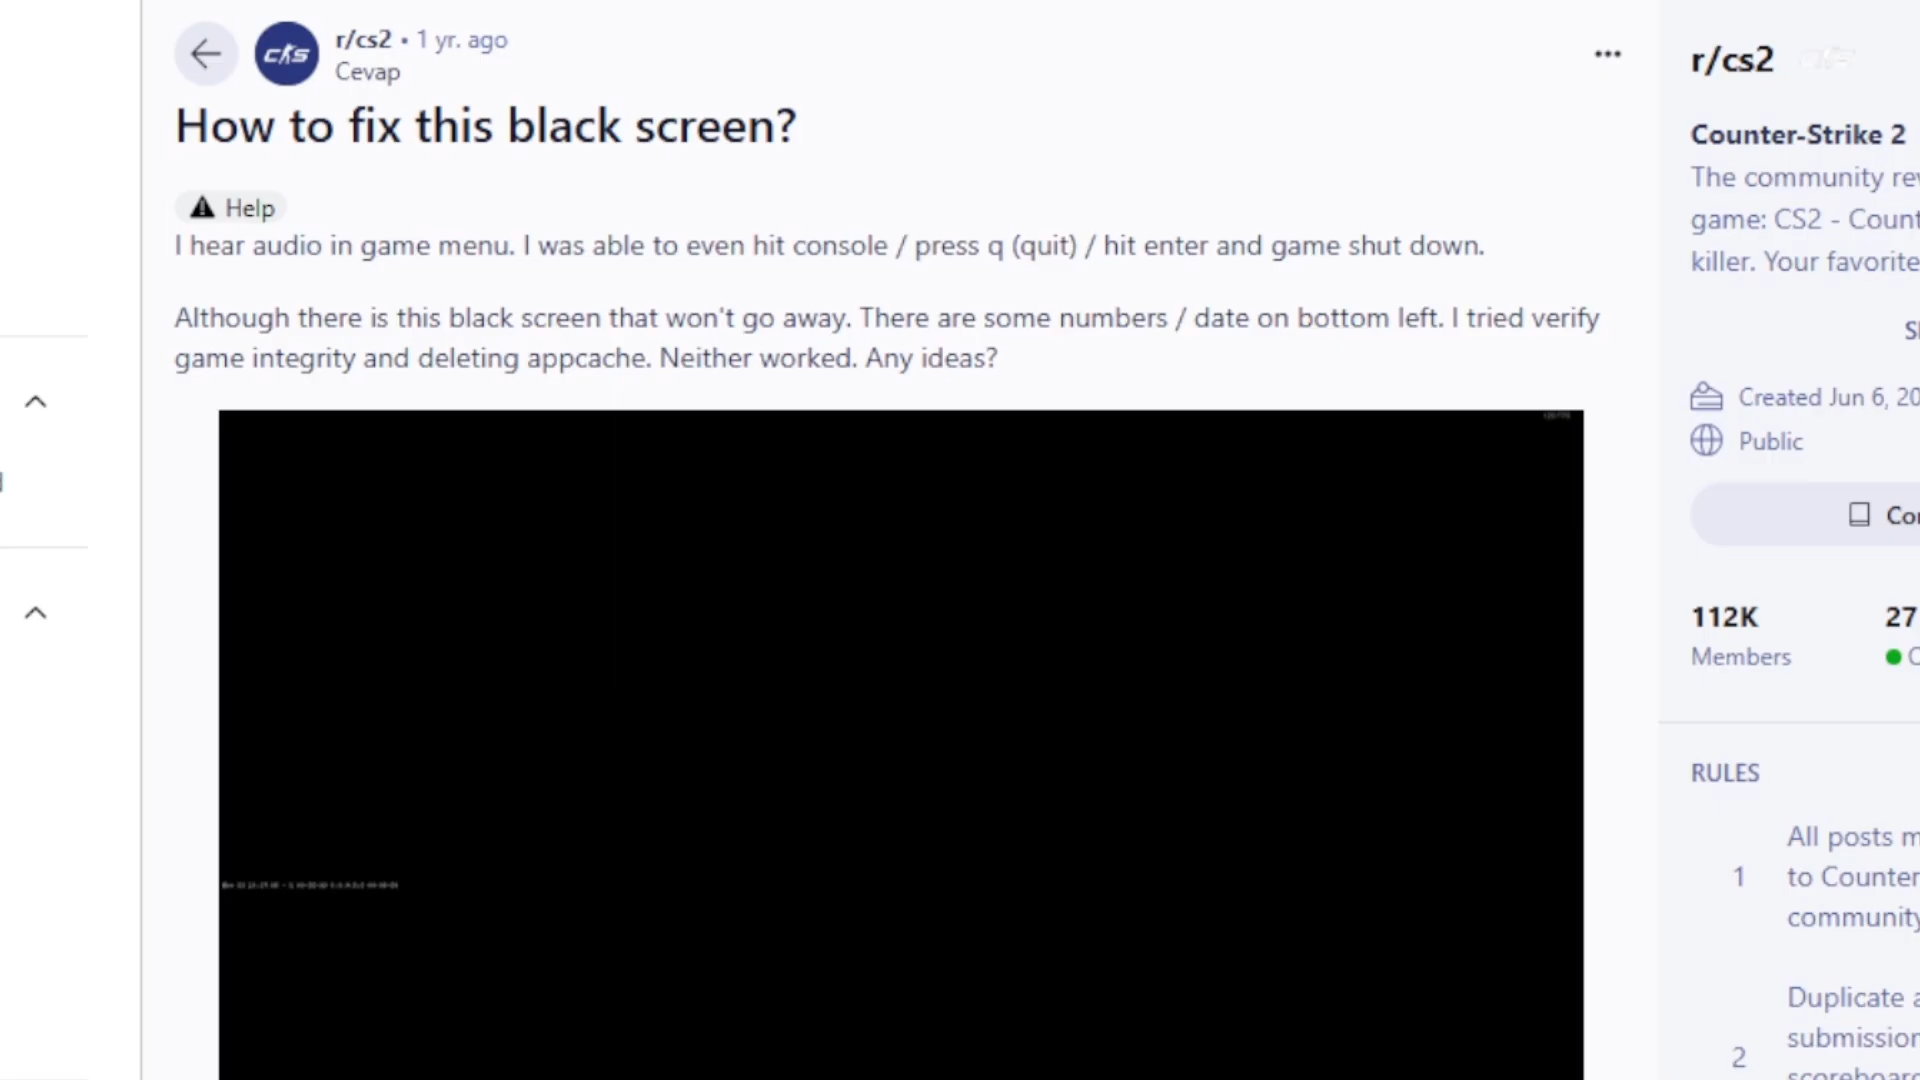 r/cs2 • 1 yr. ago
Cevap
How to fix this black screen?
Help
I hear audio in game menu. I was able to even hit console / press q (quit) / hit enter and game shut down.
Although there is this black screen that won't go away. There are some numbers / date on bottom left. I tried verify
game integrity and deleting appcache. Neither worked. Any ideas?
r/cs2
Counter-Strike 2
The community
game: CS2 -
killer. Your favorite
Created Jun 6,
Public
112K
27
Members
RULES
1
All posts
to
community
2
Duplicate